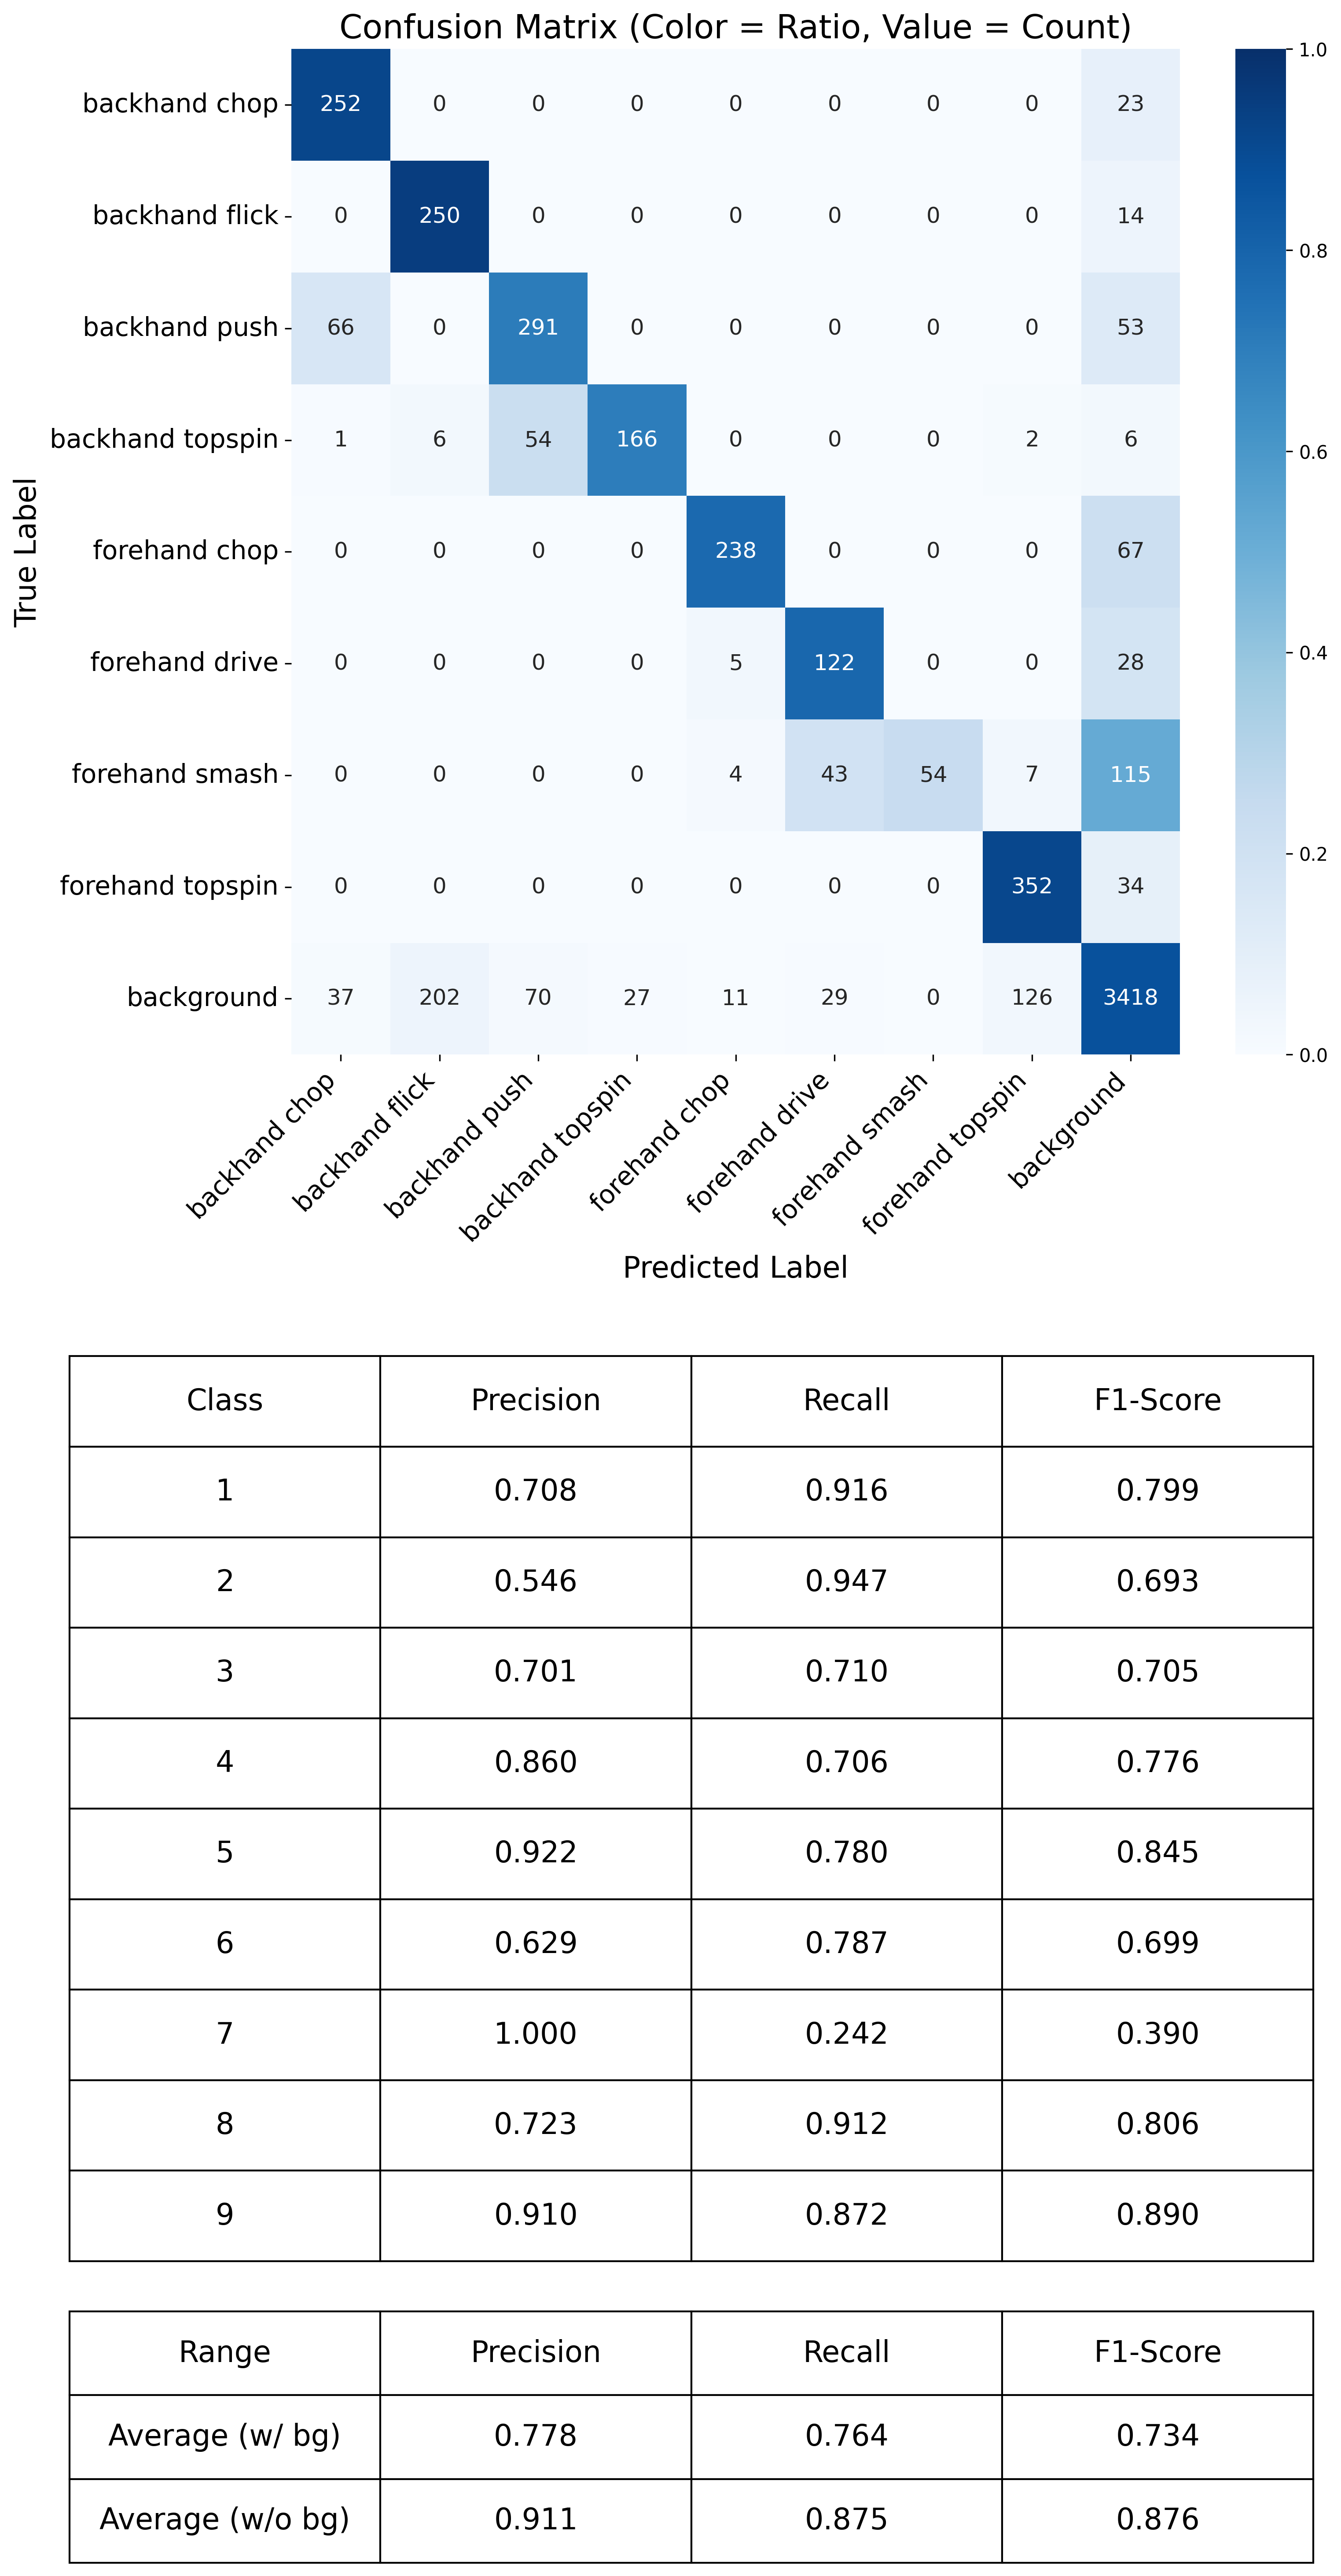 Confusion Matrix (Color = Ratio, Value = Count)
True Label
backhand chop 252 0 0 0 0 0 0 0 23
backhand flick 0 250 0 0 0 0 0 0 14
backhand push 66 0 291 0 0 0 0 0 53
backhand topspin 1 6 54 166 0 0 0 2 6
forehand chop 0 0 0 0 238 0 0 0 67
forehand drive 0 0 0 0 5 122 0 0 28
forehand smash 0 0 0 0 4 43 54 7 115
forehand topspin 0 0 0 0 0 0 0 352 34
background 37 202 70 27 11 29 0 126 3418
backhand chop
backhand flick
backhand push
backhand topspin
forehand chop
forehand drive
forehand smash
forehand topspin
background
Predicted Label
1.0
0.8
0.6
0.4
0.2
0.0
Class Precision Recall F1-Score
1 0.708 0.916 0.799
2 0.546 0.947 0.693
3 0.701 0.710 0.705
4 0.860 0.706 0.776
5 0.922 0.780 0.845
6 0.629 0.787 0.699
7 1.000 0.242 0.390
8 0.723 0.912 0.806
9 0.910 0.872 0.890
Range Precision Recall F1-Score
Average (w/ bg) 0.778 0.764 0.734
Average (w/o bg) 0.911 0.875 0.876